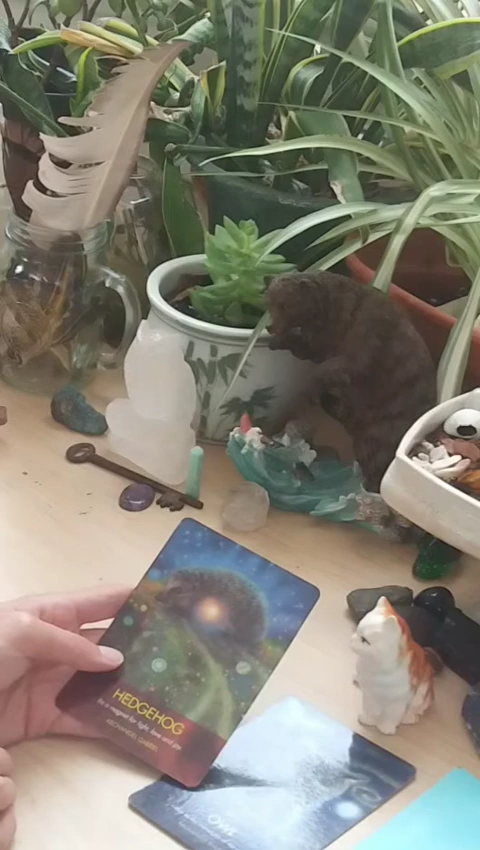 HEDGEHOG
Be a magnet for light, love and joy
ARCHANGEL GABRIEL
OWL